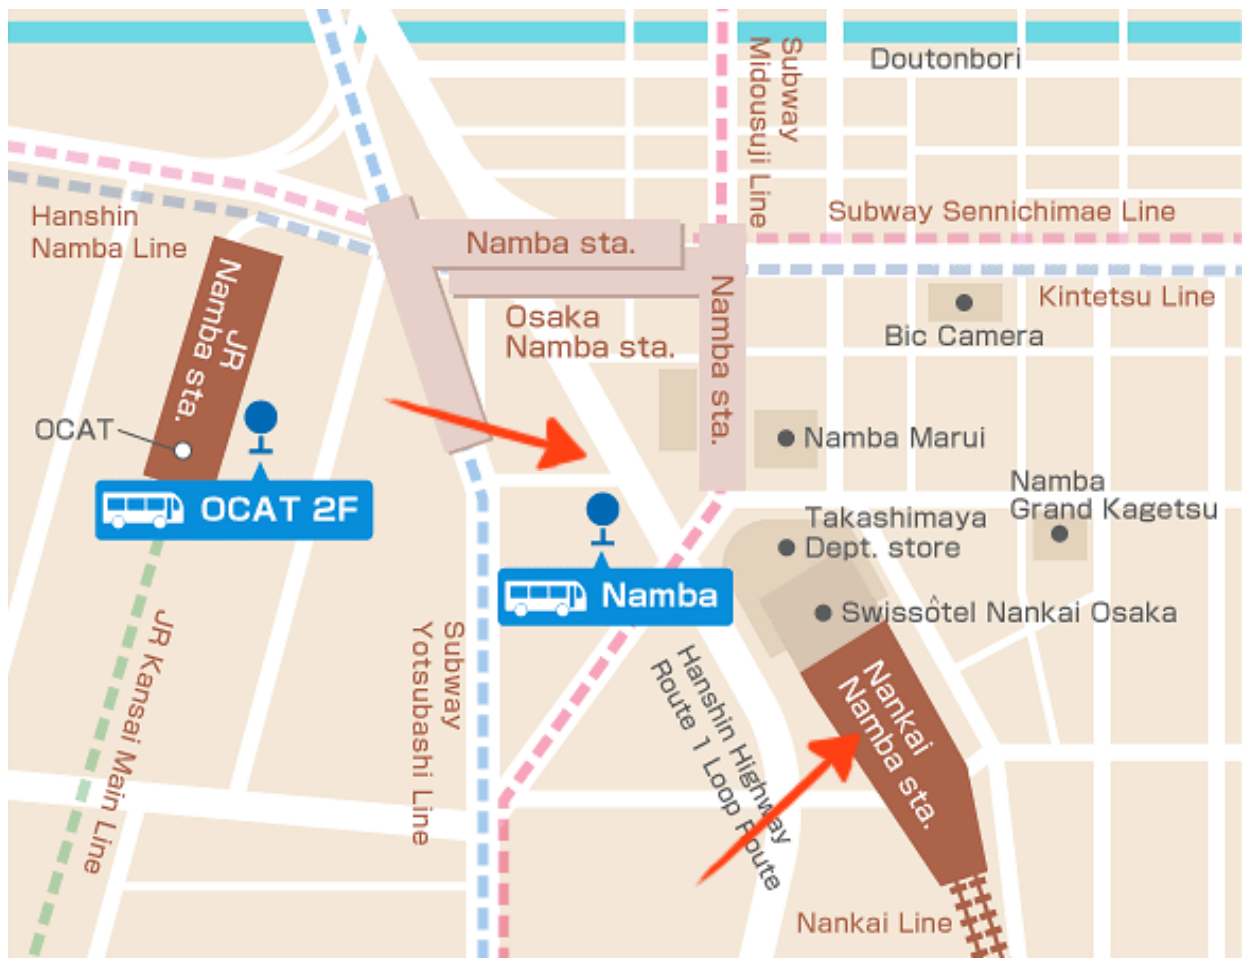 Subway
Midousuji Line
Doutonbori
Hanshin
Namba Line
Subway Sennichimae Line
Namba sta.
Kintetsu Line
JR
Namba sta.
Osaka
Namba sta.
Namba sta.
Bic Camera
OCAT
Namba Marui
OCAT 2F
Namba
Grand Kagetsu
Takashimaya
Dept. store
Namba
Swissôtel Nankai Osaka
JR Kansai Main Line
Subway
Yotsubashi Line
Hanshin Highway
Route 1 Loop Route
Nankai
Namba sta.
Nankai Line